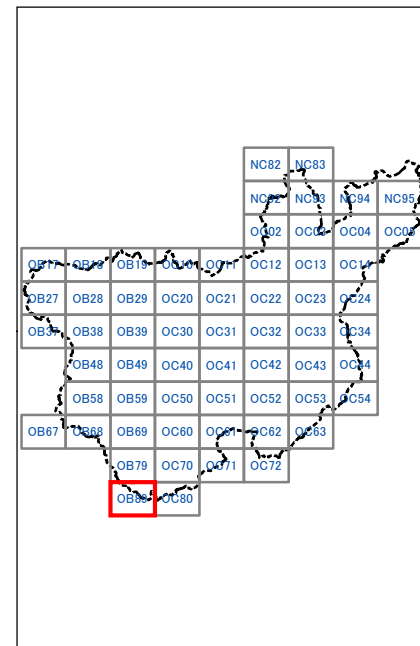 NC82 NC83
NC92 NC93 NC94 NC95
OC02 OC03 OC04 OC05
OB17 OB18 OB19 OC10 OC11 OC12 OC13 OC14
OB27 OB28 OB29 OC20 OC21 OC22 OC23 OC24
OB37 OB38 OB39 OC30 OC31 OC32 OC33 OC34
OB48 OB49 OC40 OC41 OC42 OC43 OC44
OB58 OB59 OC50 OC51 OC52 OC53 OC54
OB67 OB68 OB69 OC60 OC61 OC62 OC63
OB79 OC70 OC71 OC72
OB89 OC80